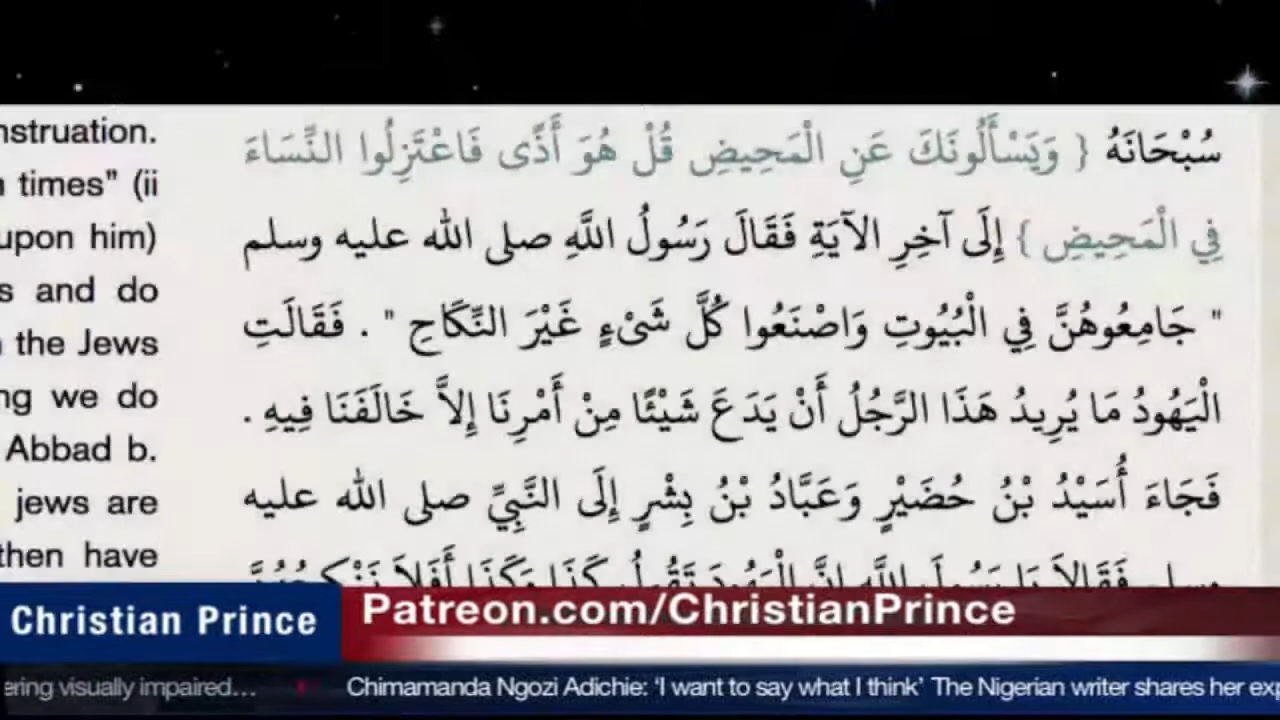 nstruation.
times” (ii
upon him)
s and do
the Jews
ng we do
Abbad b.
jews are
then have
سُبْحَانَهُ { وَيَسْأَلُونَكَ عَنِ الْمَحِيضِ قُلْ هُوَ أَذًى فَاعْتَزِلُوا النِّسَاءَ
فِي الْمَحِيضِ } إِلَى آخِرِ الآيَةِ فَقَالَ رَسُولُ اللَّهِ صلى الله عليه وسلم
" جَامِعُوهُنَّ فِي الْبُيُوتِ وَاصْنَعُوا كُلَّ شَىْءٍ غَيْرَ النِّكَاحِ " . فَقَالَتِ
الْيَهُودُ مَا يُرِيدُ هَذَا الرَّجُلُ أَنْ يَدَعَ شَيْئًا مِنْ أَمْرِنَا إِلاَّ خَالَفَنَا فِيهِ .
فَجَاءَ أُسَيْدُ بْنُ حُضَيْرٍ وَعَبَّادُ بْنُ بِشْرٍ إِلَى النَّبِيِّ صلى الله عليه
Christian Prince
Patreon.com/ChristianPrince
ering visually impaired...
Chimamanda Ngozi Adichie: ‘I want to say what I think’ The Nigerian writer shares her exp